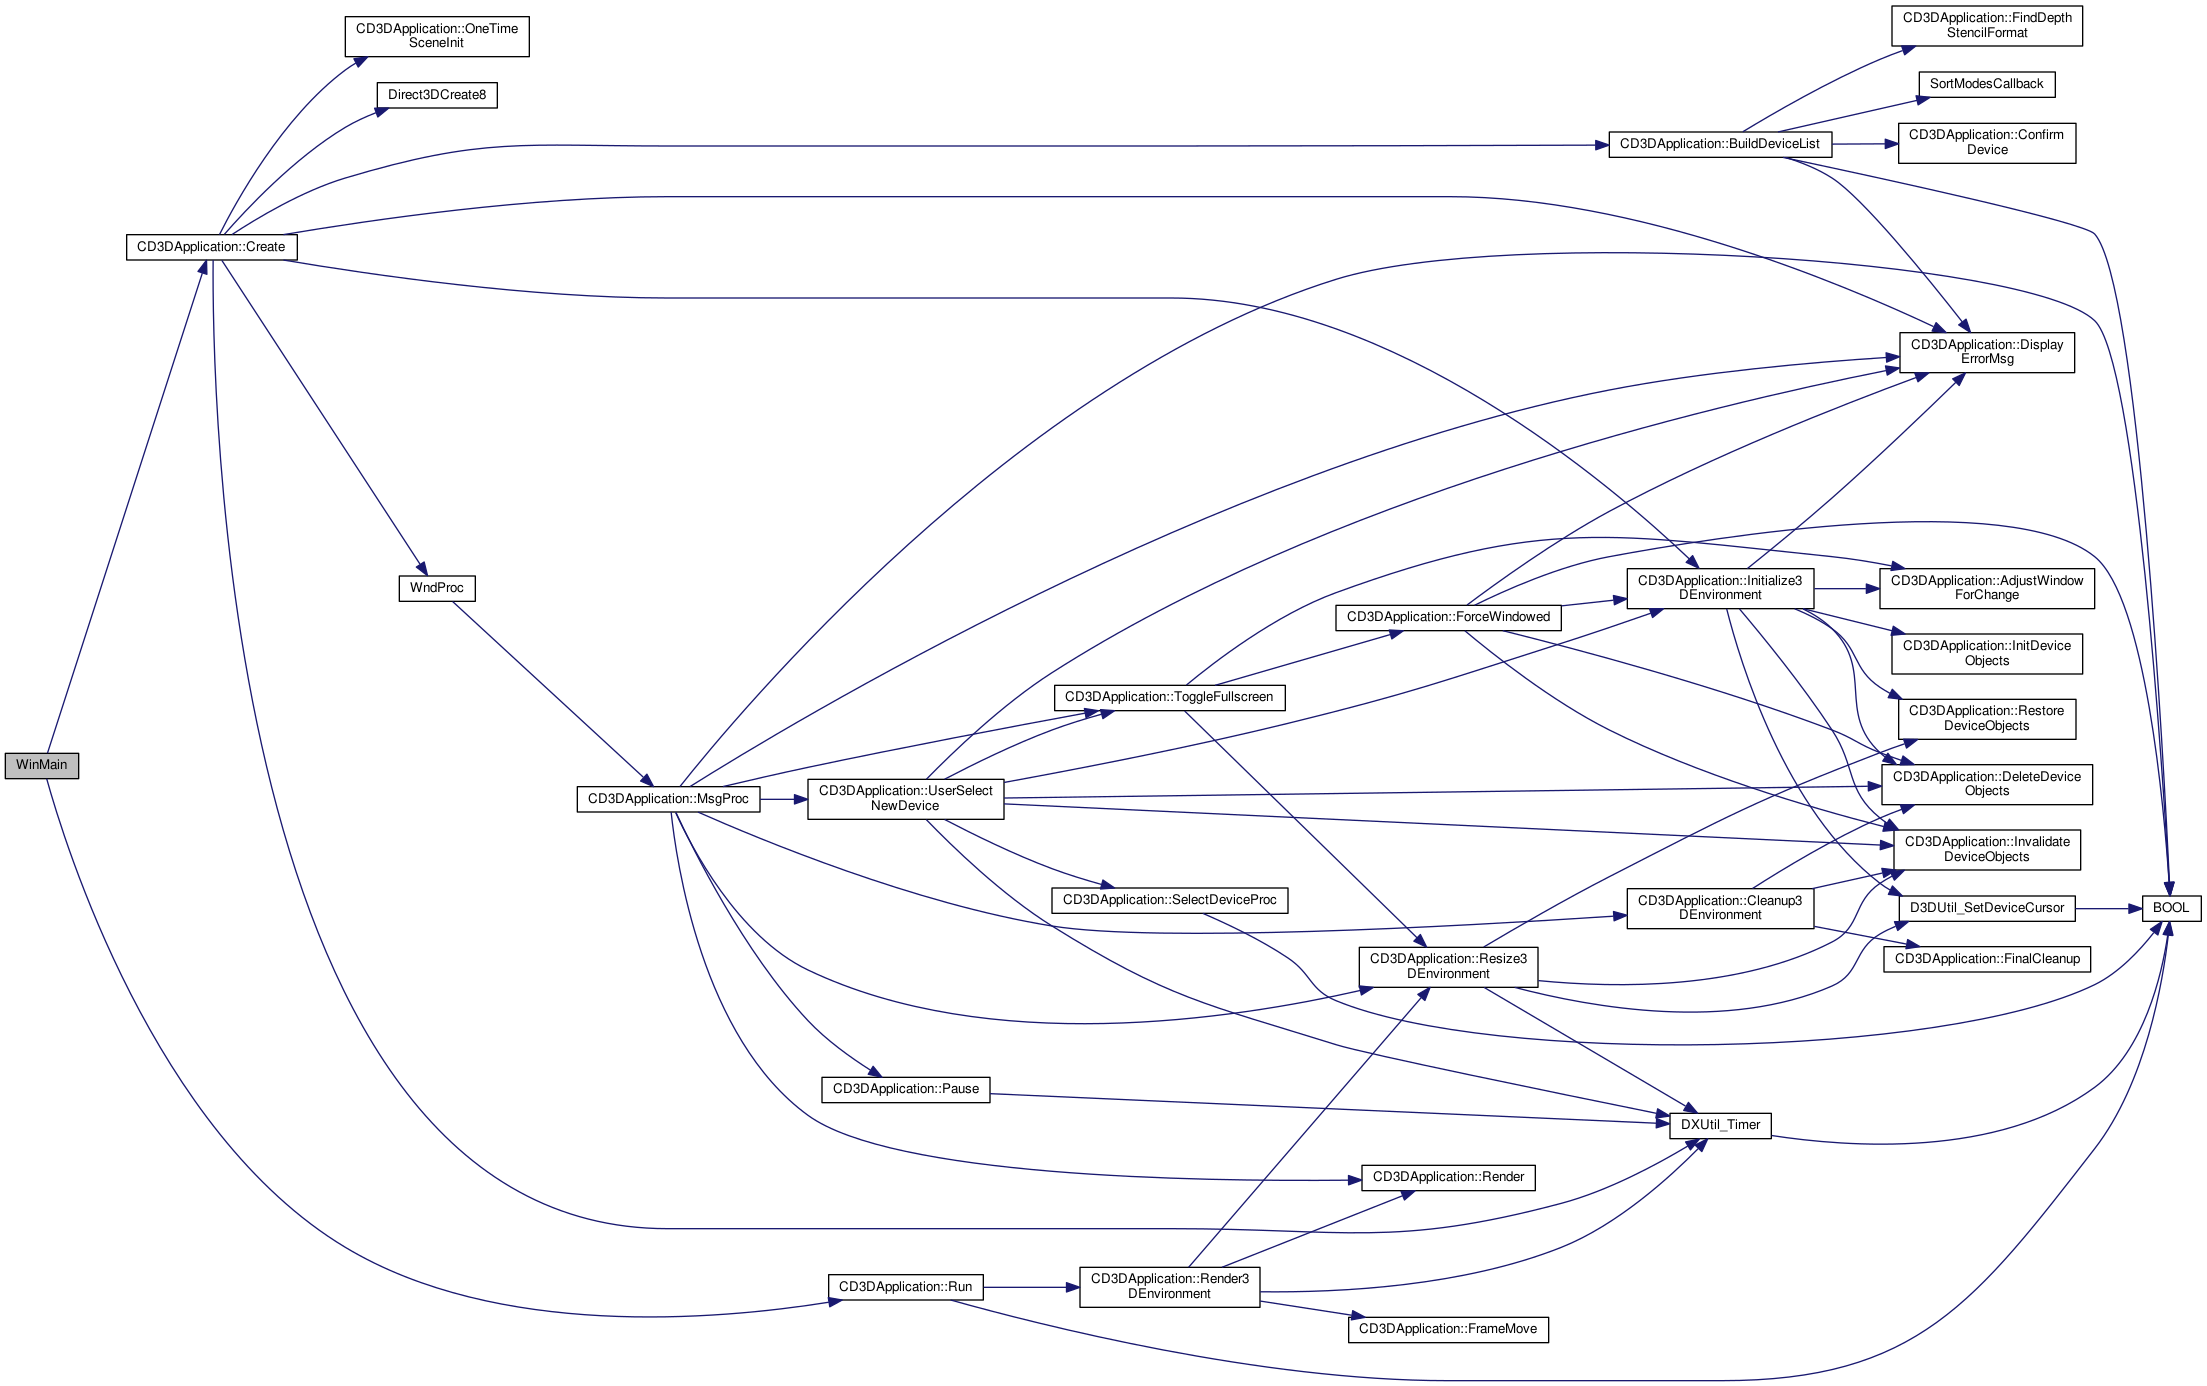 CD3DApplication::OneTime
SceneInit
Direct3DCreate8
CD3DApplication::Create
WndProc
WinMain
CD3DApplication::MsgProc
CD3DApplication::UserSelect
NewDevice
CD3DApplication::Pause
CD3DApplication::Run
CD3DApplication::ToggleFullscreen
CD3DApplication::SelectDeviceProc
CD3DApplication::Render3
DEnvironment
CD3DApplication::ForceWindowed
CD3DApplication::Resize3
DEnvironment
CD3DApplication::Render
CD3DApplication::FrameMove
CD3DApplication::BuildDeviceList
CD3DApplication::Initialize3
DEnvironment
CD3DApplication::Cleanup3
DEnvironment
DXUtil_Timer
CD3DApplication::FindDepth
StencilFormat
SortModesCallback
CD3DApplication::Confirm
Device
CD3DApplication::Display
ErrorMsg
CD3DApplication::AdjustWindow
ForChange
CD3DApplication::InitDevice
Objects
CD3DApplication::Restore
DeviceObjects
CD3DApplication::DeleteDevice
Objects
CD3DApplication::Invalidate
DeviceObjects
D3DUtil_SetDeviceCursor
CD3DApplication::FinalCleanup
BOOL